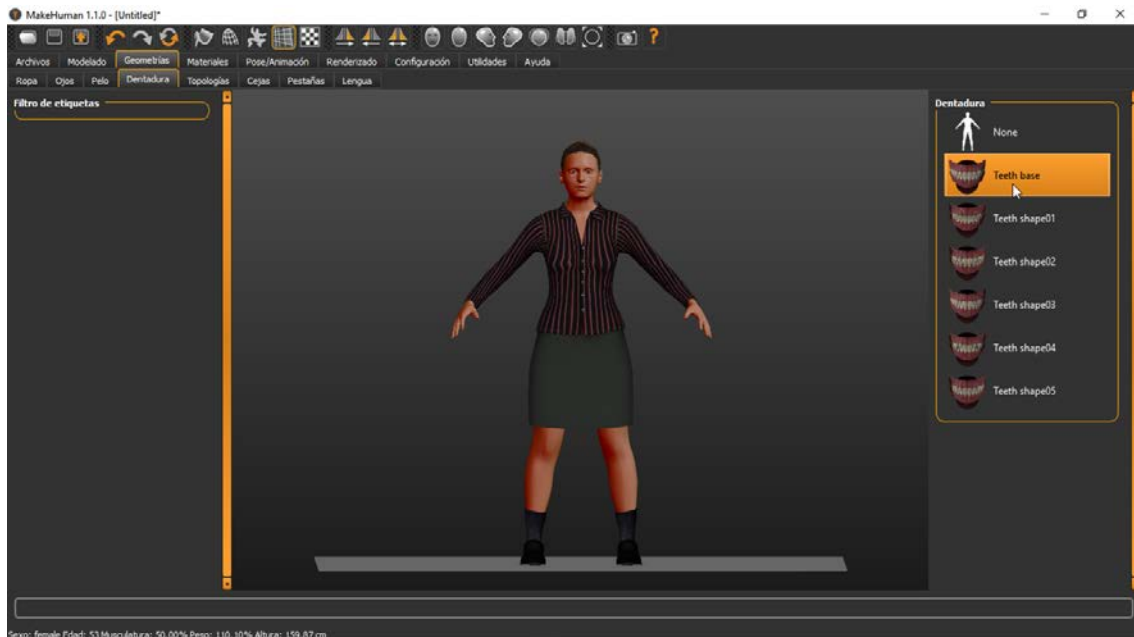 MakeHuman 1.1.0 - [Untitled]*
Archivos Modelado Geometrías Materiales Pose/Animación Renderizado Configuración Utilidades Ayuda
Ropa Ojos Pelo Dentadura Topologías Cejas Pestañas Lengua
Filtro de etiquetas
Dentadura
None
Teeth base
Teeth shape01
Teeth shape02
Teeth shape03
Teeth shape04
Teeth shape05
Sexo: female Edad: 53 Musculatura: 50.00% Peso: 110.10% Altura: 159.87 cm